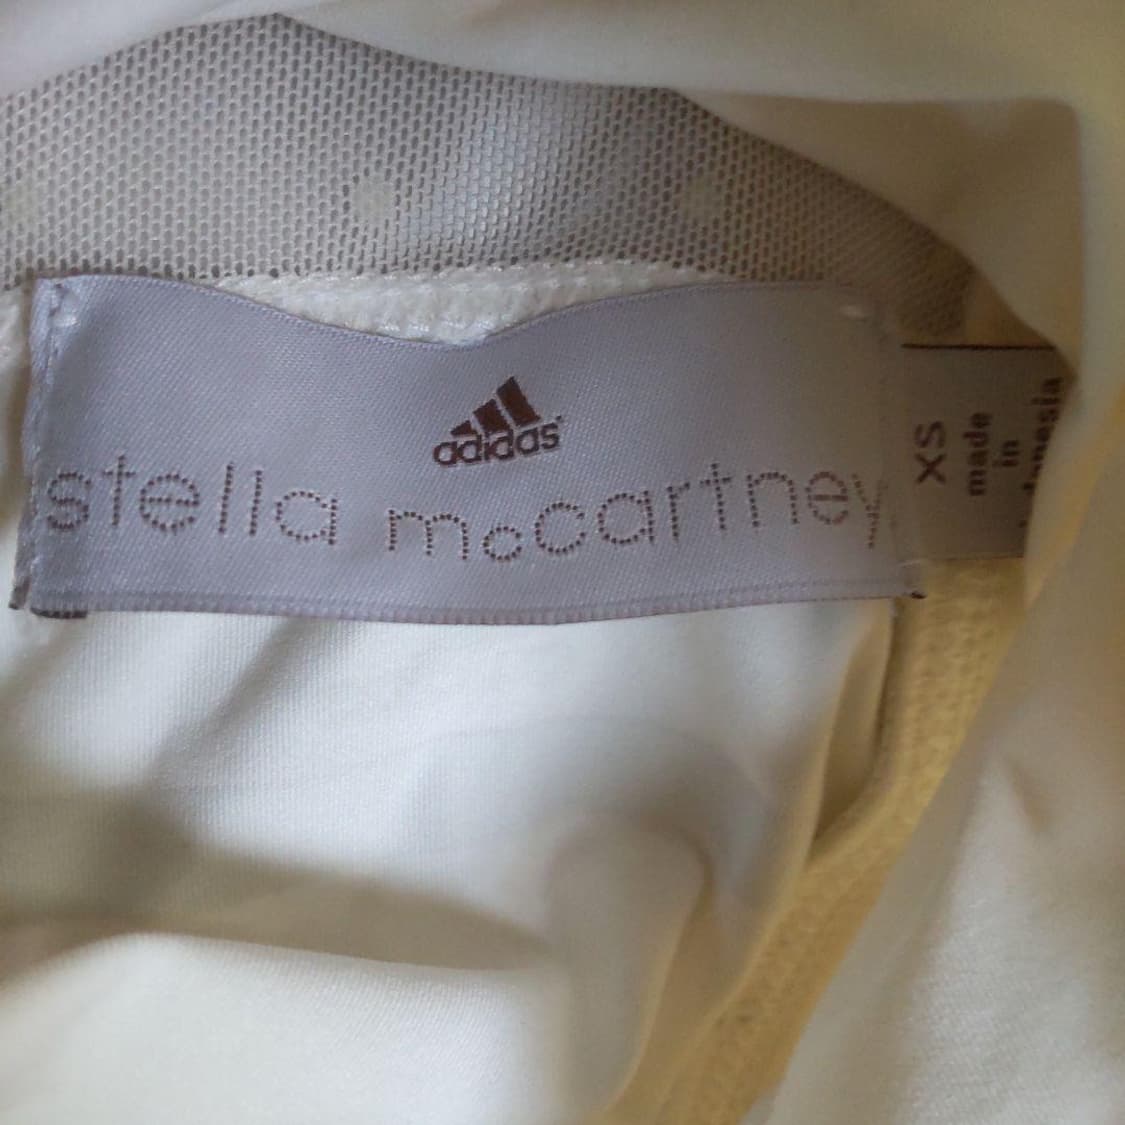 adidas
stella mcCartney
XS
made
in